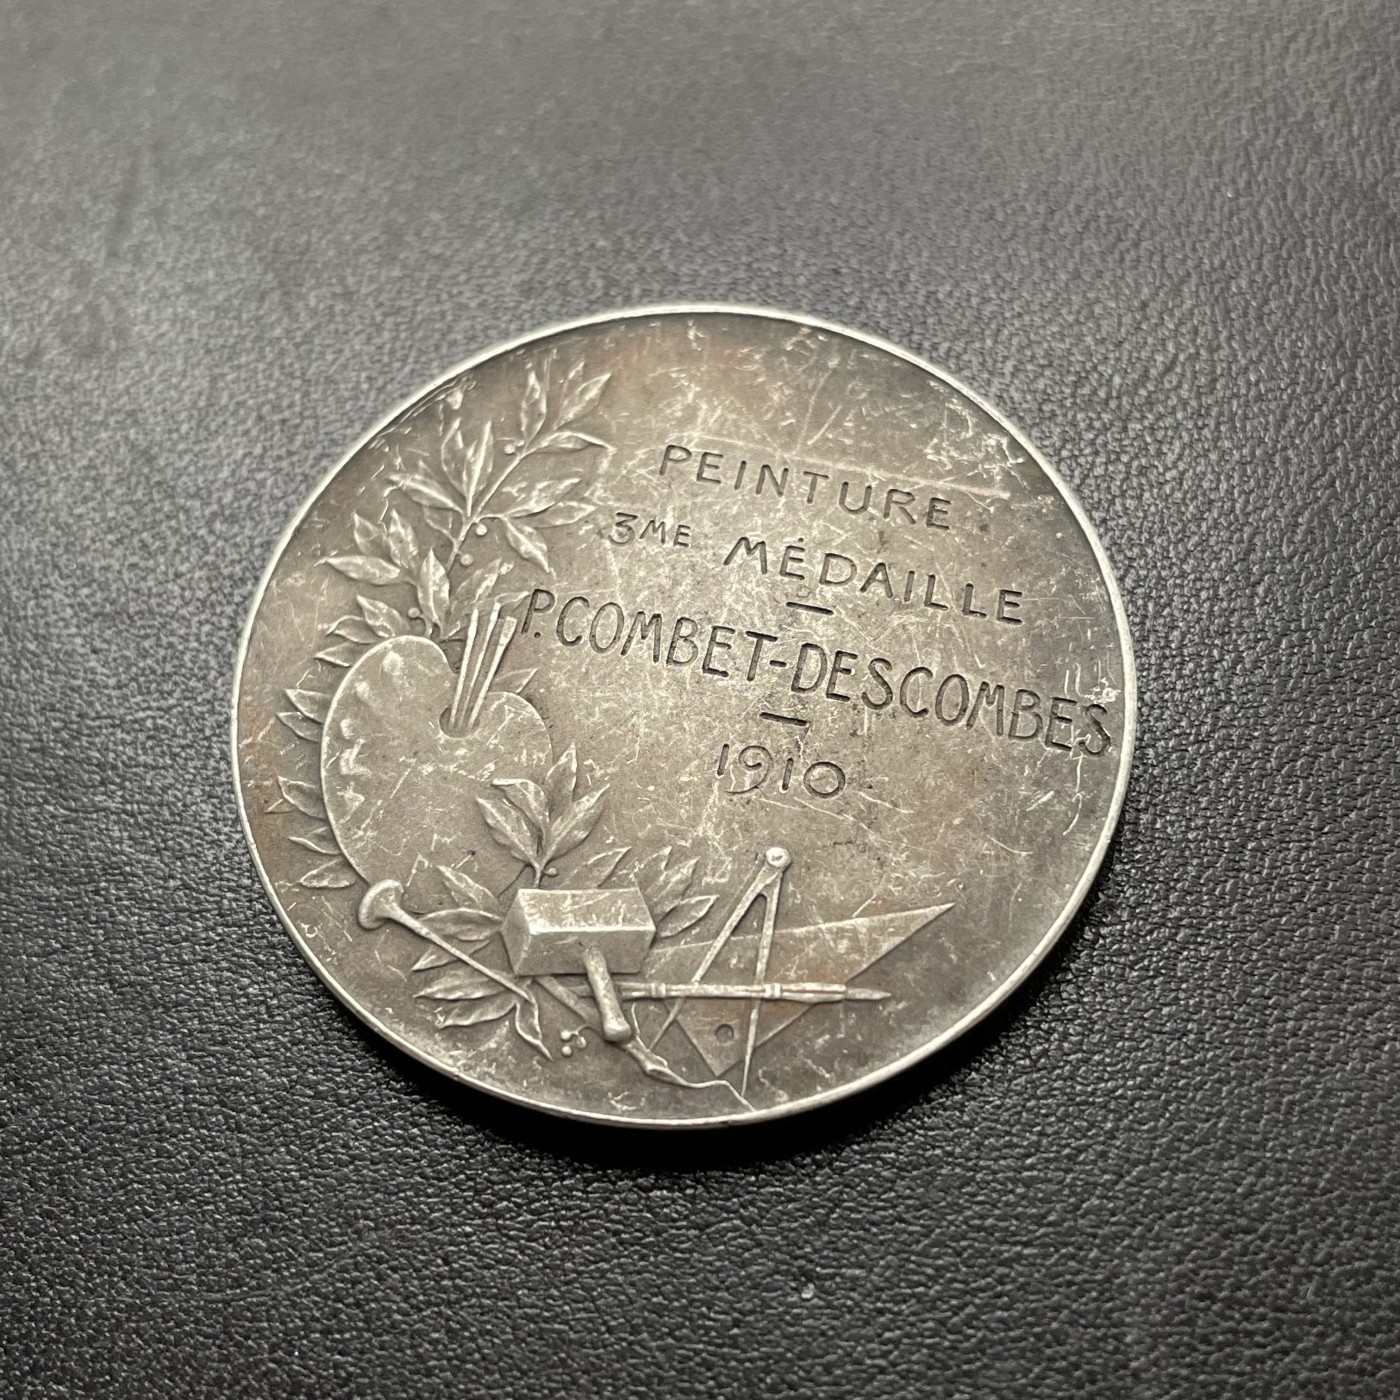 PEINTURE
3ME MÉDAILLE
P. COMBET-DESCOMBES
1910